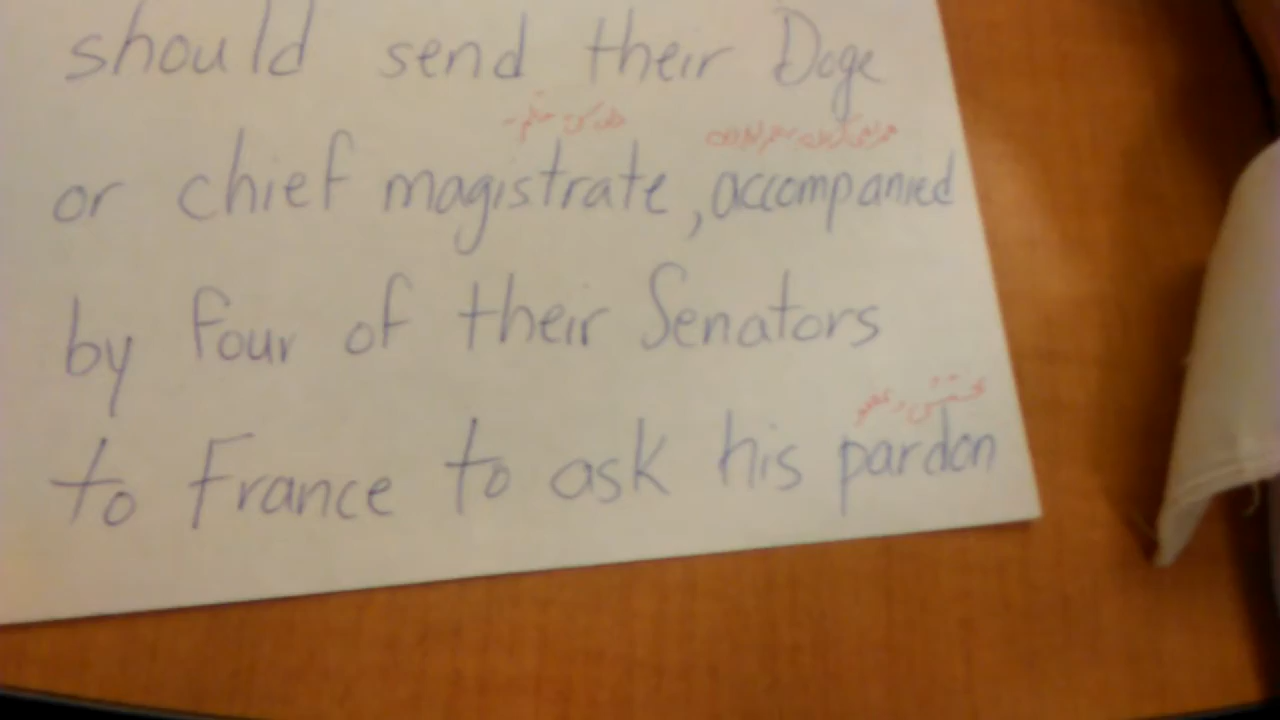 should send their Doge
or chief magistrate, accompanied
by four of their Senators
to France to ask his pardon